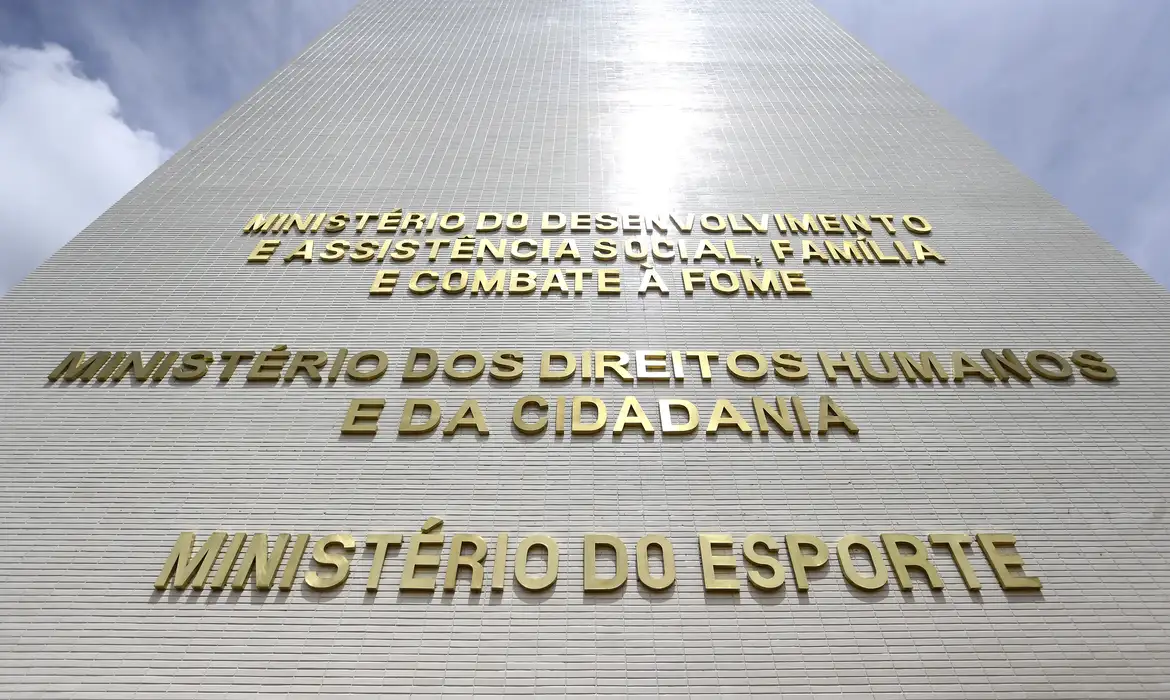 MINISTÉRIO DO DESENVOLVIMENTO
E ASSISTÊNCIA SOCIAL, FAMÍLIA
E COMBATE À FOME
MINISTÉRIO DOS DIREITOS HUMANOS
E DA CIDADANIA
MINISTÉRIO DO ESPORTE